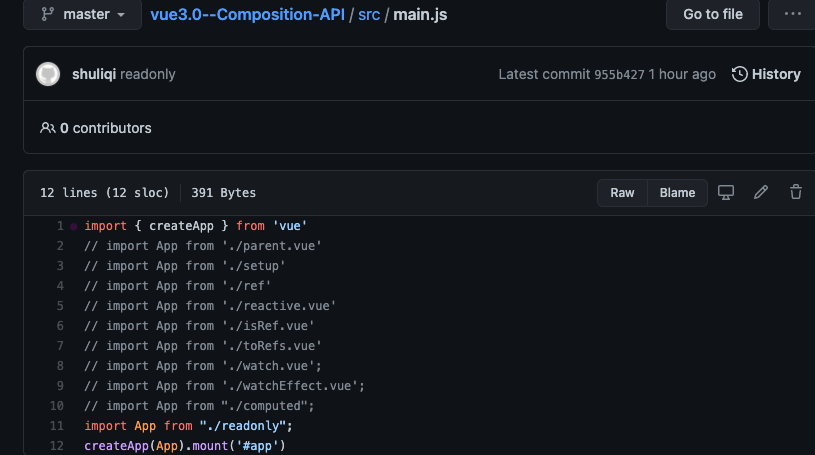 master vue3.0--Composition-API / src / main.js Go to file ...
shuliqi readonly Latest commit 955b427 1 hour ago History
0 contributors
12 lines (12 sloc) 391 Bytes Raw Blame
1 import { createApp } from 'vue'
2 // import App from './parent.vue'
3 // import App from './setup'
4 // import App from './ref'
5 // import App from './reactive.vue'
6 // import App from './isRef.vue'
7 // import App from './toRefs.vue'
8 // import App from './watch.vue';
9 // import App from './watchEffect.vue';
10 // import App from "./computed";
11 import App from "./readonly";
12 createApp(App).mount('#app')